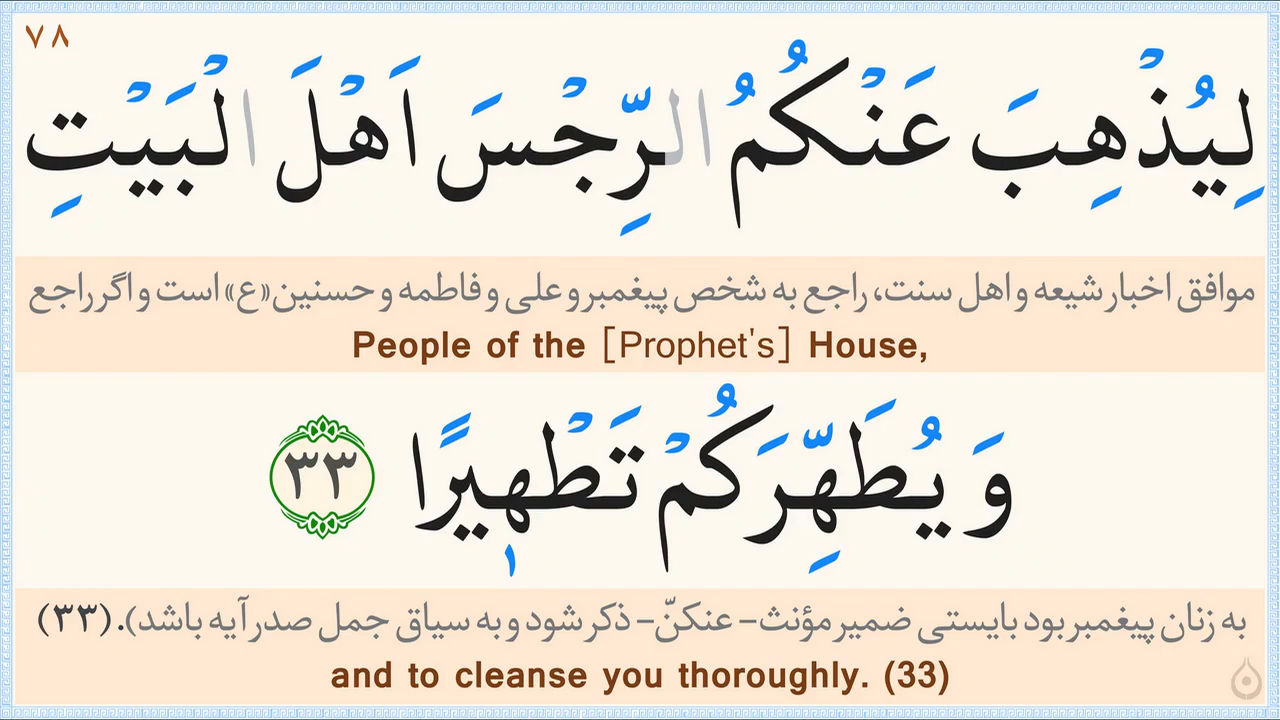 ۷۸
لِيُذْهِبَ عَنْكُمُ الرِّجْسَ اَهْلَ الْبَيْتِ
موافق اخبار شیعه و اهل سنت، راجع به شخص پیغمبر و علی و فاطمه و حسنین«ع» است و اگر راجع
People of the [Prophet's] House,
وَ يُطَهِّرَكُمْ تَطْهٖيرًا ﴿۳۳﴾
به زنان پیغمبر بود بایستی ضمیر مؤنث- عنکنّ- ذکر شود و به سیاق جمل صدر آیه باشد). (۳۳)
and to cleanse you thoroughly. (33)